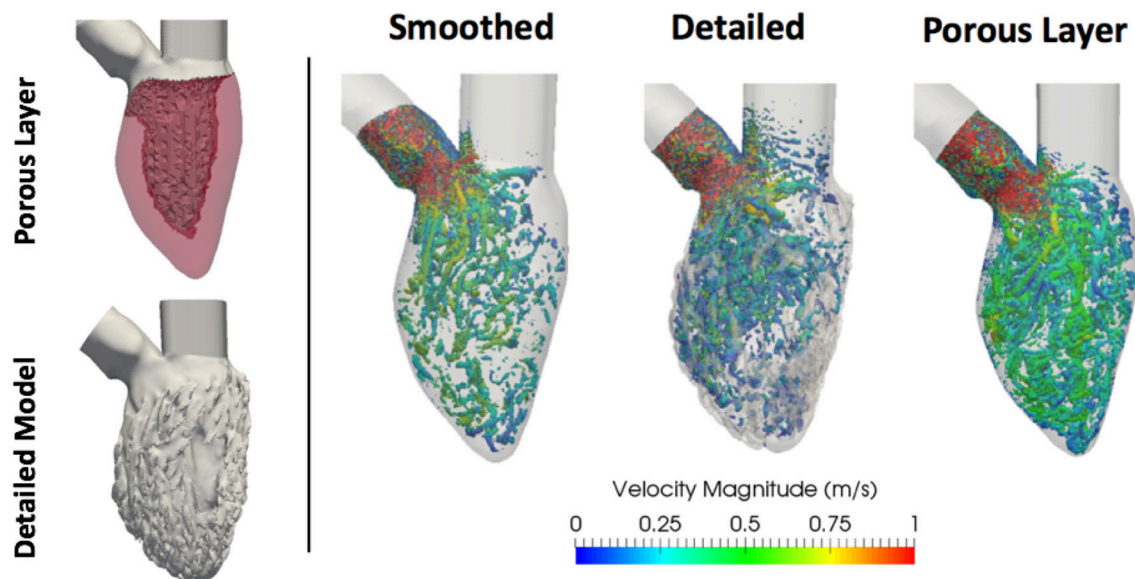 Smoothed
Detailed
Porous Layer
Porous Layer
Detailed Model
Velocity Magnitude (m/s)
0 0.25 0.5 0.75 1